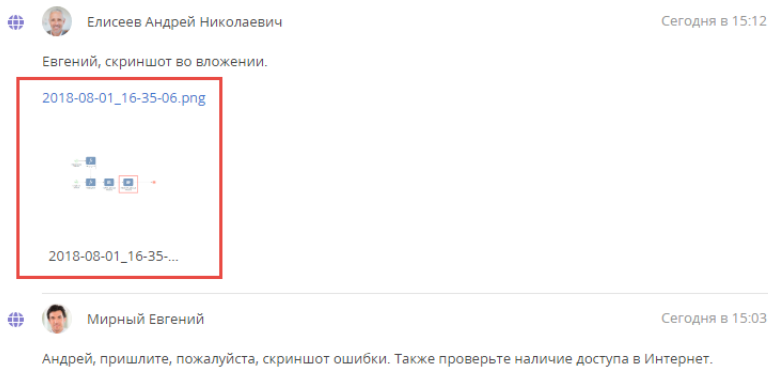 Елисеев Андрей Николаевич
Сегодня в 15:12
Евгений, скриншот во вложении.
2018-08-01_16-35-06.png
2018-08-01_16-35-...
Мирный Евгений
Сегодня в 15:03
Андрей, пришлите, пожалуйста, скриншот ошибки. Также проверьте наличие доступа в Интернет.